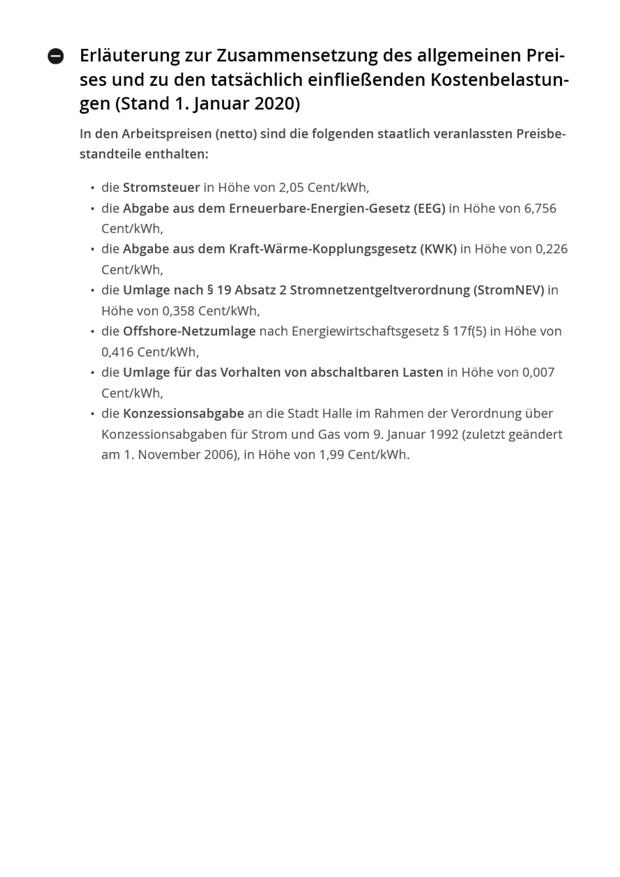 Erläuterung zur Zusammensetzung des allgemeinen Prei-
ses und zu den tatsächlich einfließenden Kostenbelastun-
gen (Stand 1. Januar 2020)
In den Arbeitspreisen (netto) sind die folgenden staatlich veranlassten Preisbe-
standteile enthalten:
• die Stromsteuer in Höhe von 2,05 Cent/kWh,
• die Abgabe aus dem Erneuerbare-Energien-Gesetz (EEG) in Höhe von 6,756
Cent/kWh,
• die Abgabe aus dem Kraft-Wärme-Kopplungsgesetz (KWK) in Höhe von 0,226
Cent/kWh,
• die Umlage nach § 19 Absatz 2 Stromnetzentgeltverordnung (StromNEV) in
Höhe von 0,358 Cent/kWh,
• die Offshore-Netzumlage nach Energiewirtschaftsgesetz § 17f(5) in Höhe von
0,416 Cent/kWh,
• die Umlage für das Vorhalten von abschaltbaren Lasten in Höhe von 0,007
Cent/kWh,
• die Konzessionsabgabe an die Stadt Halle im Rahmen der Verordnung über
Konzessionsabgaben für Strom und Gas vom 9. Januar 1992 (zuletzt geändert
am 1. November 2006), in Höhe von 1,99 Cent/kWh.